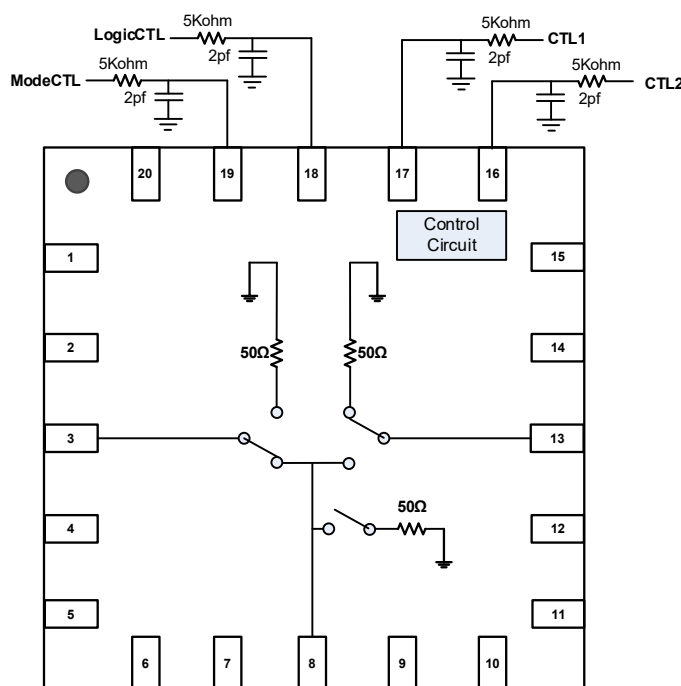 5Kohm
5Kohm
LogicCTL
CTL1
2pf
2pf
5Kohm
5Kohm
ModeCTL
CTL2
2pf
2pf
20
19
18
17
16
Control
Circuit
1
15
2
50Ω
50Ω
14
3
13
50Ω
4
12
5
11
6
7
8
9
10